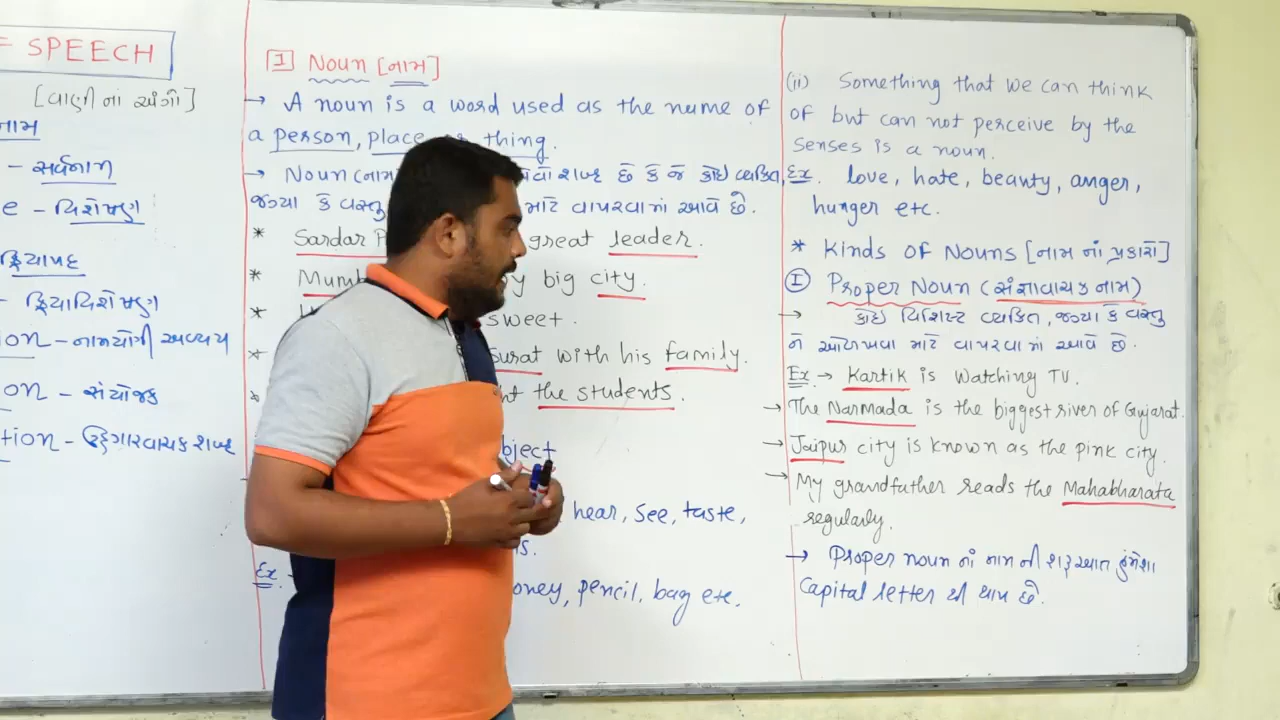 F SPEECH
[વાણીનાં અંગો]
નામ
- સર્વનામ
e - વિશેષણ
ક્રિયાપદ
- ક્રિયાવિશેષણ
ion - નામયોગી અવ્યય
on - સંયોજક
tion - ઉદ્દગારવાચક શબ્દ
1 Noun [નામ]
→ A noun is a word used as the name of
a person, place thing.
→ Noun (નામ શબ્દ છે કે જે કોઈ વ્યકિત,
જગ્યા કે વસ્તુ માટે વાપરવામાં આવે છે.
* Sardar P great leader.
* Mumb y big city.
* sweet.
* Surat with his family.
* ht the students.
bject
hear, see, taste,
s.
Ex - oney, pencil, bag etc.
(ii) Something that we can think
of but can not perceive by the
senses is a noun.
Ex. love, hate, beauty, anger,
hunger etc.
* Kinds of Nouns [નામ નાં પ્રકારો]
I Proper Noun (સંજ્ઞાવાચક નામ)
→ કોઇ વિશિષ્ટ વ્યકિત, જગ્યા કે વસ્તુ
ને ઓળખવા માટે વાપરવામાં આવે છે.
Ex → Kartik is watching TV.
→ The Narmada is the biggest river of Gujarat.
→ Jaipur city is known as the pink city.
→ My grandfather reads the Mahabharata
regularly.
→ Proper noun નાં નામ ની શરૂઆત હંમેશા
Capital letter થી થાય છે.